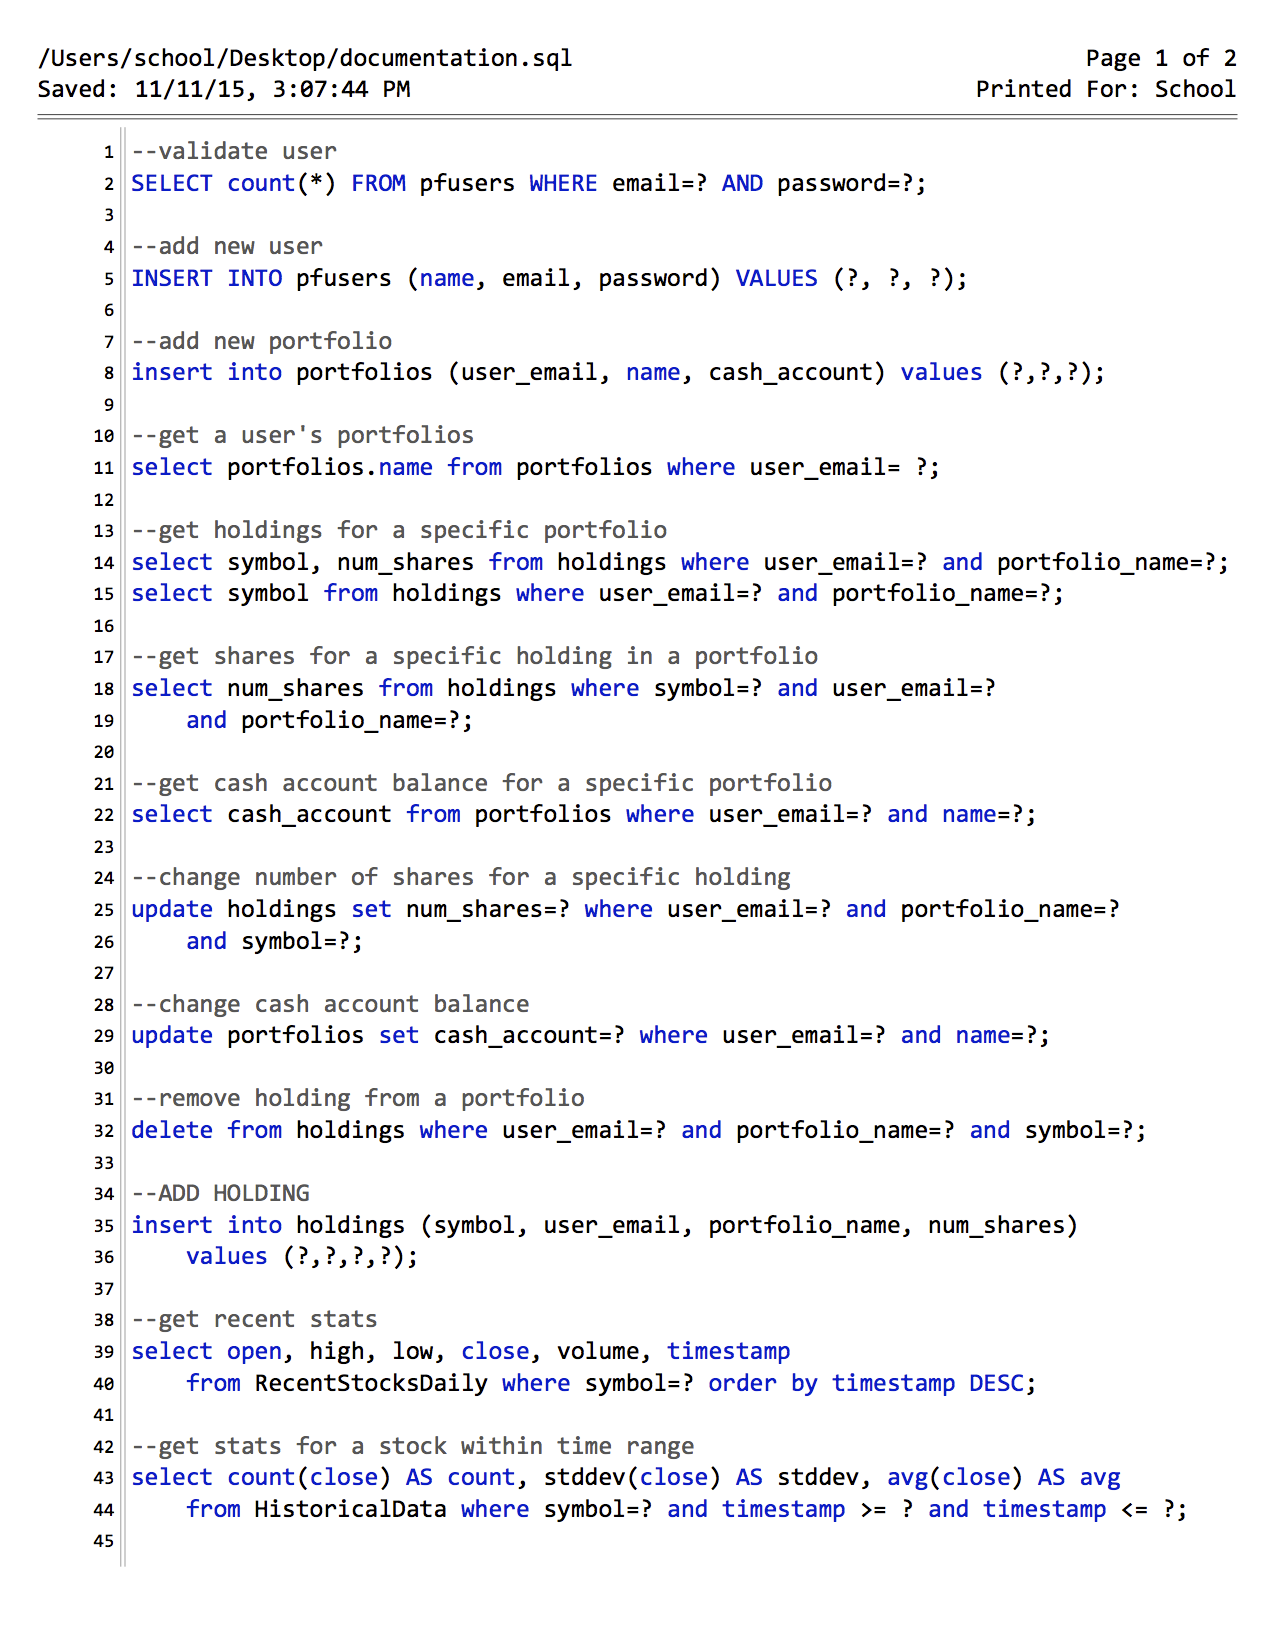 /Users/school/Desktop/documentation.sql Page 1 of 2
Saved: 11/11/15, 3:07:44 PM Printed For: School
1 --validate user
2 SELECT count(*) FROM pfusers WHERE email=? AND password=?;
3
4 --add new user
5 INSERT INTO pfusers (name, email, password) VALUES (?, ?, ?);
6
7 --add new portfolio
8 insert into portfolios (user_email, name, cash_account) values (?,?,?);
9
10 --get a user's portfolios
11 select portfolios.name from portfolios where user_email= ?;
12
13 --get holdings for a specific portfolio
14 select symbol, num_shares from holdings where user_email=? and portfolio_name=?;
15 select symbol from holdings where user_email=? and portfolio_name=?;
16
17 --get shares for a specific holding in a portfolio
18 select num_shares from holdings where symbol=? and user_email=?
19     and portfolio_name=?;
20
21 --get cash account balance for a specific portfolio
22 select cash_account from portfolios where user_email=? and name=?;
23
24 --change number of shares for a specific holding
25 update holdings set num_shares=? where user_email=? and portfolio_name=?
26     and symbol=?;
27
28 --change cash account balance
29 update portfolios set cash_account=? where user_email=? and name=?;
30
31 --remove holding from a portfolio
32 delete from holdings where user_email=? and portfolio_name=? and symbol=?;
33
34 --ADD HOLDING
35 insert into holdings (symbol, user_email, portfolio_name, num_shares)
36     values (?,?,?,?);
37
38 --get recent stats
39 select open, high, low, close, volume, timestamp
40     from RecentStocksDaily where symbol=? order by timestamp DESC;
41
42 --get stats for a stock within time range
43 select count(close) AS count, stddev(close) AS stddev, avg(close) AS avg
44     from HistoricalData where symbol=? and timestamp >= ? and timestamp <= ?;
45